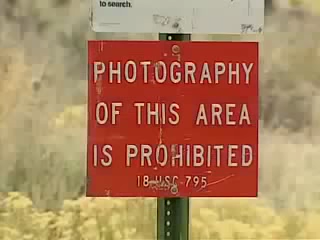 to search.
PHOTOGRAPHY
OF THIS AREA
IS PROHIBITED
18 USC 795